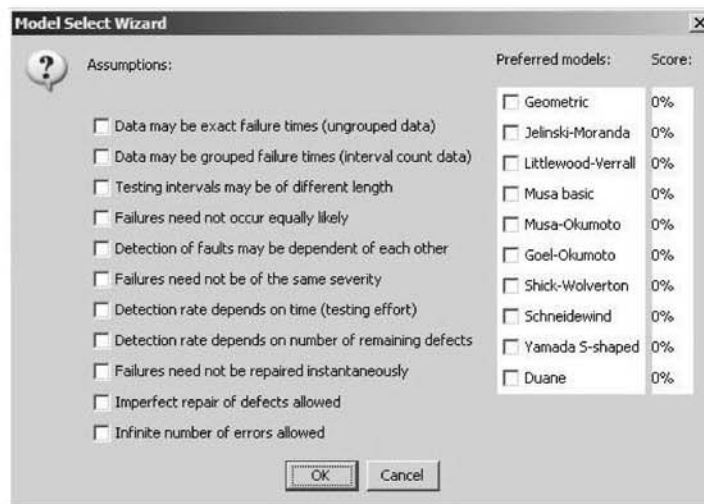 Model Select Wizard
Assumptions:
Data may be exact failure times (ungrouped data)
Data may be grouped failure times (interval count data)
Testing intervals may be of different length
Failures need not occur equally likely
Detection of faults may be dependent of each other
Failures need not be of the same severity
Detection rate depends on time (testing effort)
Detection rate depends on number of remaining defects
Failures need not be repaired instantaneously
Imperfect repair of defects allowed
Infinite number of errors allowed
Preferred models: Score:
Geometric 0%
Jelinski-Moranda 0%
Littlewood-Verrall 0%
Musa basic 0%
Musa-Okumoto 0%
Goel-Okumoto 0%
Shick-Wolverton 0%
Schneidewind 0%
Yamada S-shaped 0%
Duane 0%
OK Cancel